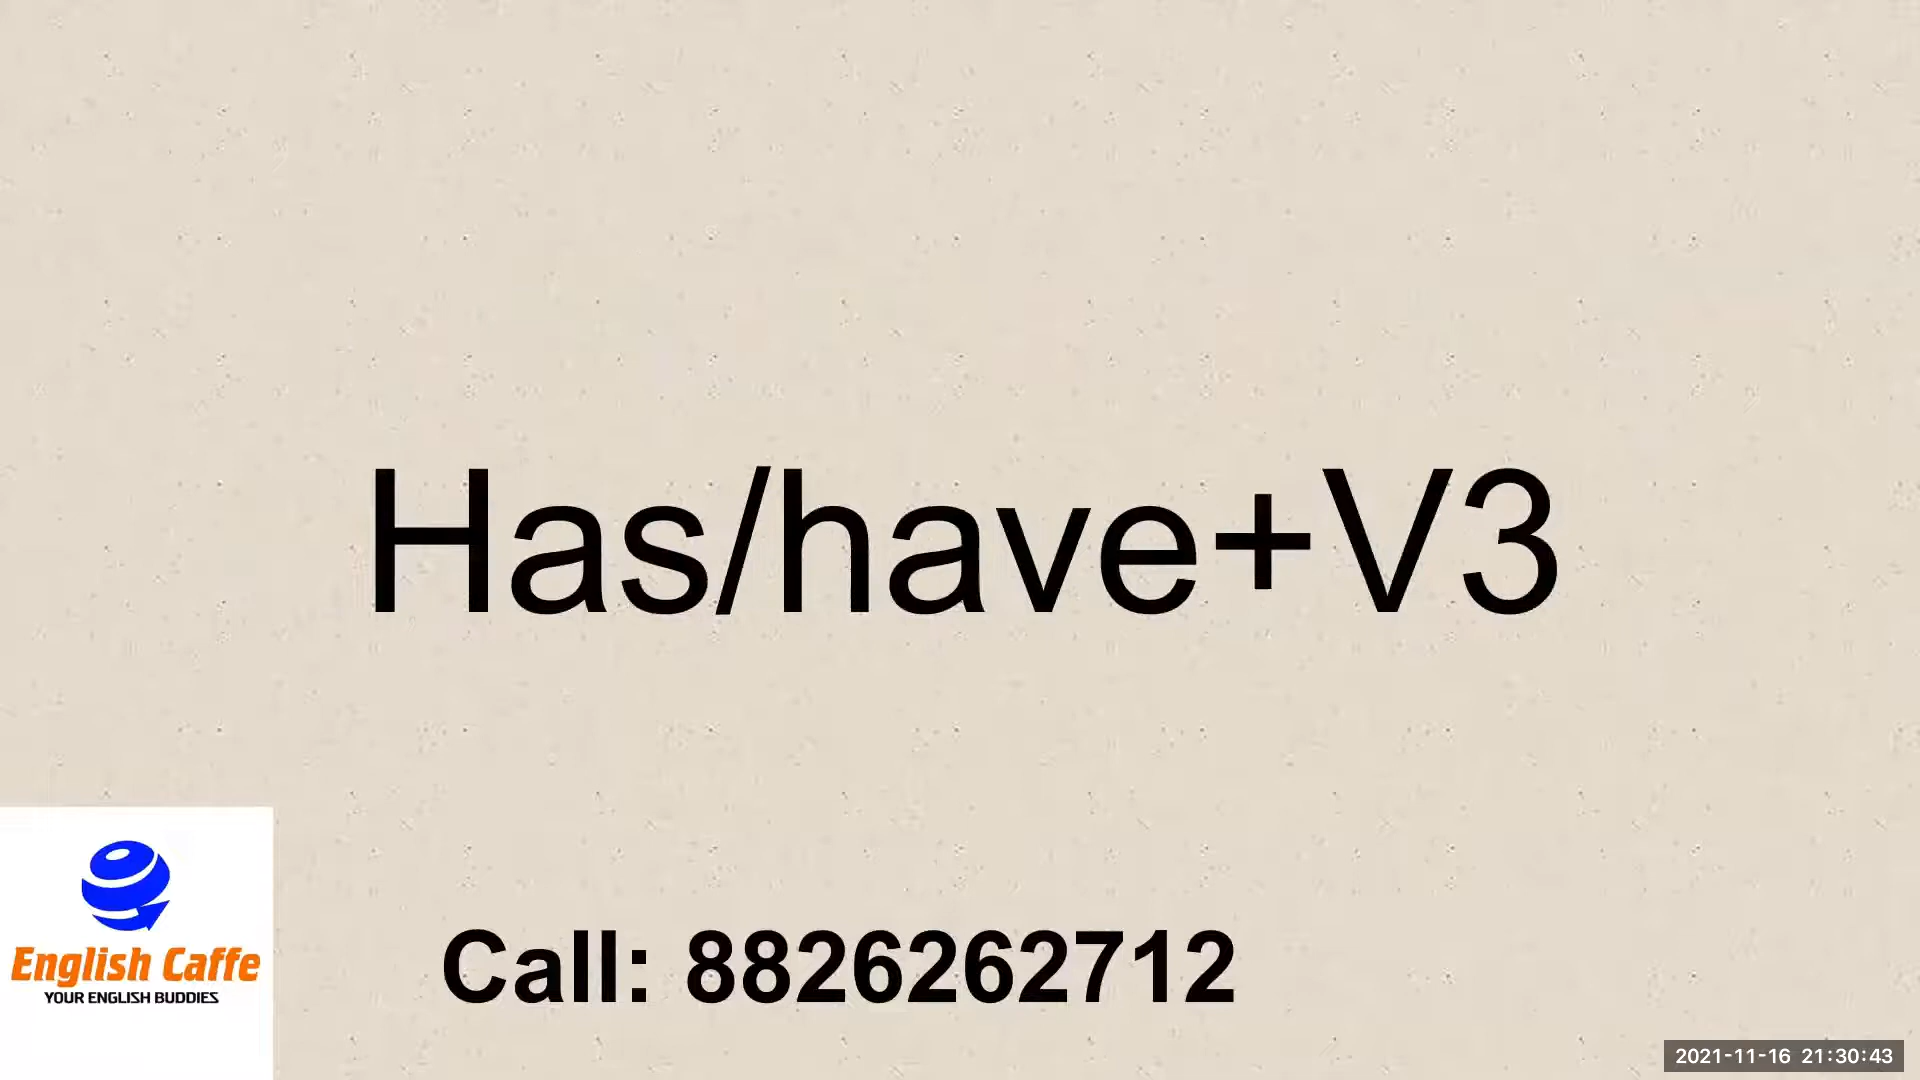 Has/have+V3
English Caffe
YOUR ENGLISH BUDDIES
Call: 8826262712
2021-11-16 21:30:43